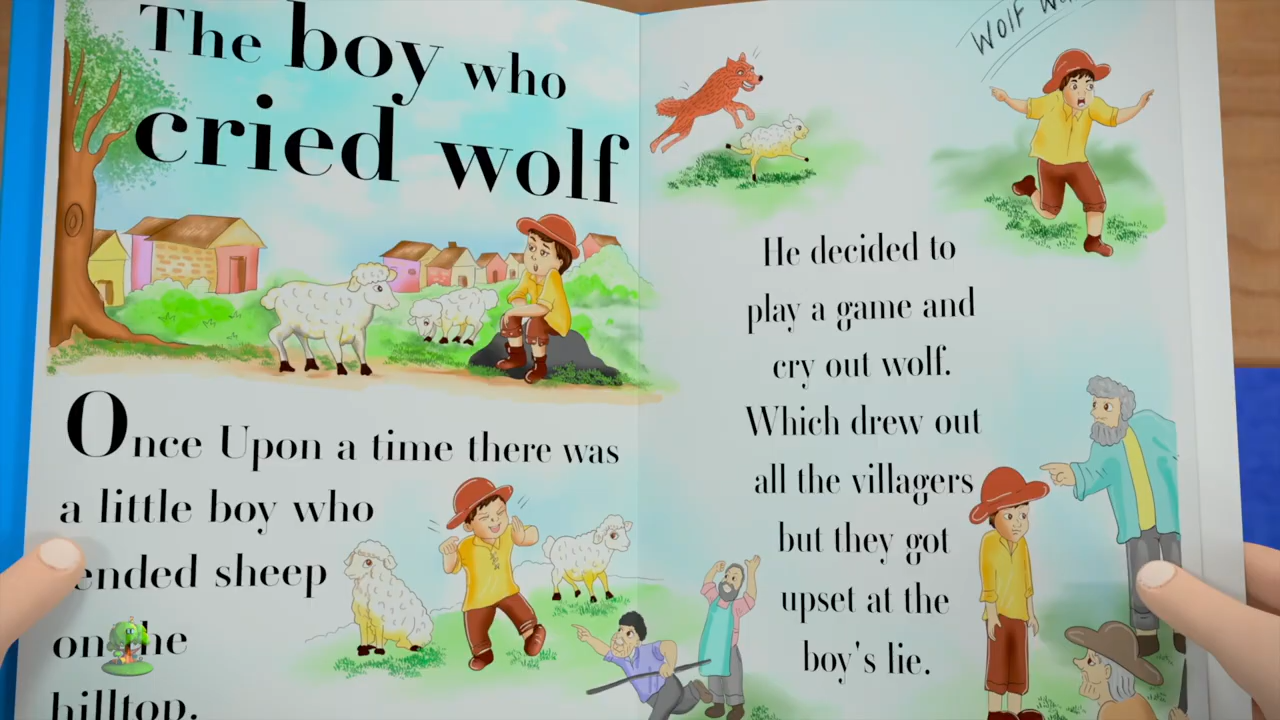 The boy who
cried wolf
Once Upon a time there was
a little boy who
tended sheep
on the
hilltop.
Wolf
He decided to
play a game and
cry out wolf.
Which drew out
all the villagers
but they got
upset at the
boy's lie.